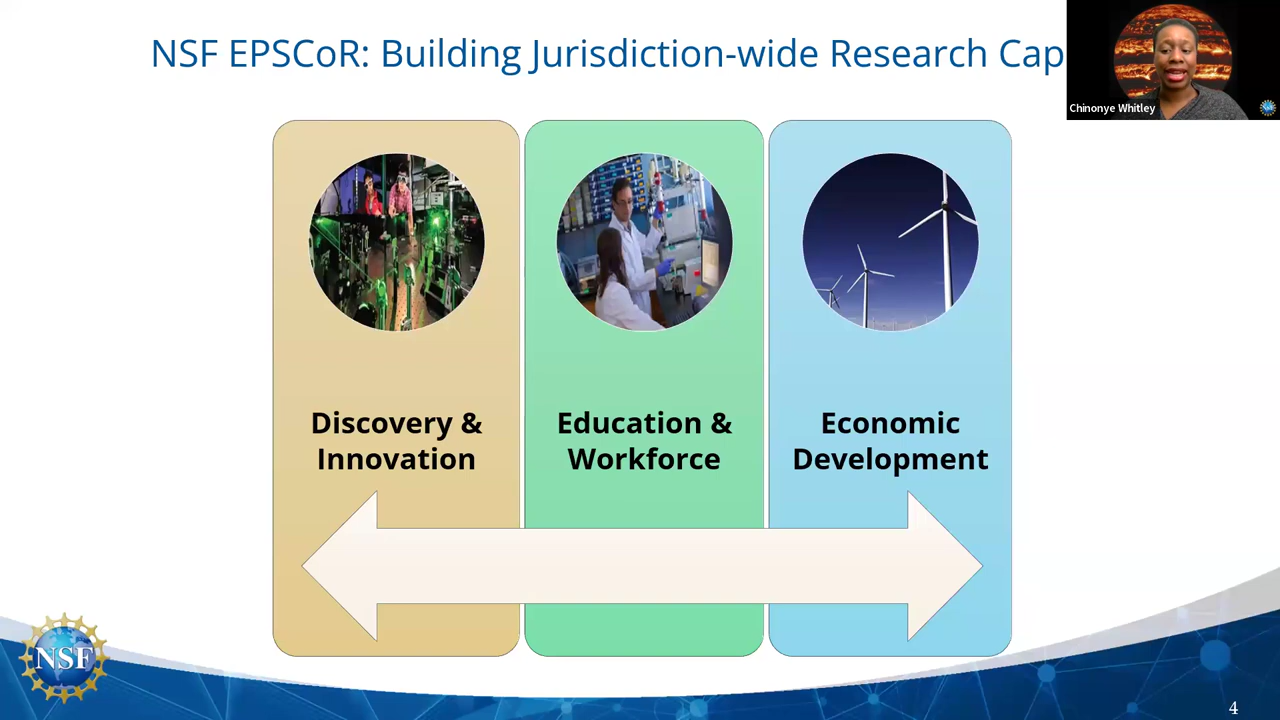 NSF EPSCoR: Building Jurisdiction-wide Research Cap
Chinonye Whitley
Discovery &
Innovation
Education &
Workforce
Economic
Development
NSF
4